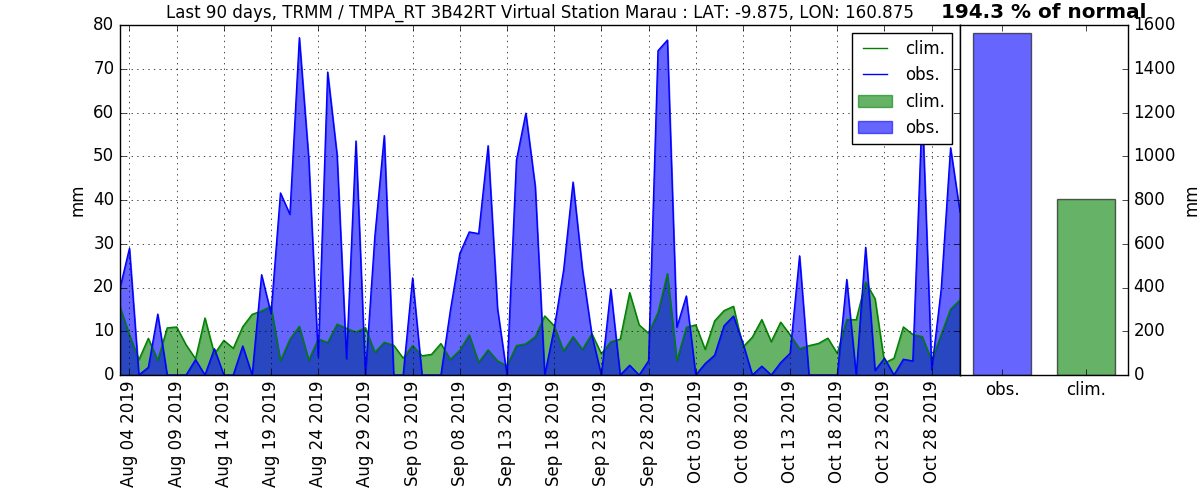 Last 90 days, TRMM / TMPA_RT 3B42RT Virtual Station Marau : LAT: -9.875, LON: 160.875
194.3 % of normal
80
70
60
50
40
30
20
10
0
mm
clim.
obs.
clim.
obs.
1600
1400
1200
1000
800
600
400
200
0
mm
obs.
clim.
Aug 04 2019
Aug 09 2019
Aug 14 2019
Aug 19 2019
Aug 24 2019
Aug 29 2019
Sep 03 2019
Sep 08 2019
Sep 13 2019
Sep 18 2019
Sep 23 2019
Sep 28 2019
Oct 03 2019
Oct 08 2019
Oct 13 2019
Oct 18 2019
Oct 23 2019
Oct 28 2019